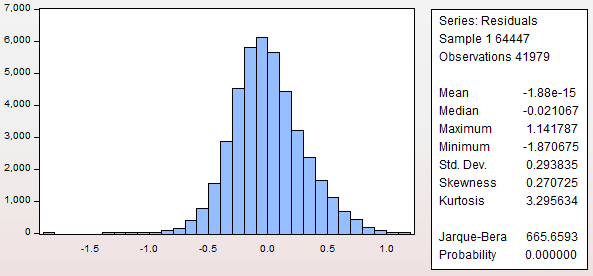 7,000
6,000
5,000
4,000
3,000
2,000
1,000
0
-1.5 -1.0 -0.5 0.0 0.5 1.0
Series: Residuals
Sample 1 64447
Observations 41979
Mean -1.88e-15
Median -0.021067
Maximum 1.141787
Minimum -1.870675
Std. Dev. 0.293835
Skewness 0.270725
Kurtosis 3.295634
Jarque-Bera 665.6593
Probability 0.000000